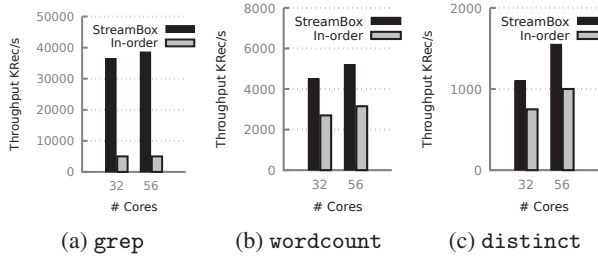 Throughput KRec/s
50000
40000
30000
20000
10000
0
StreamBox
In-order
32 56
# Cores
(a) grep
Throughput KRec/s
8000
6000
4000
2000
0
StreamBox
In-order
32 56
# Cores
(b) wordcount
Throughput KRec/s
2000
1000
0
StreamBox
In-order
32 56
# Cores
(c) distinct